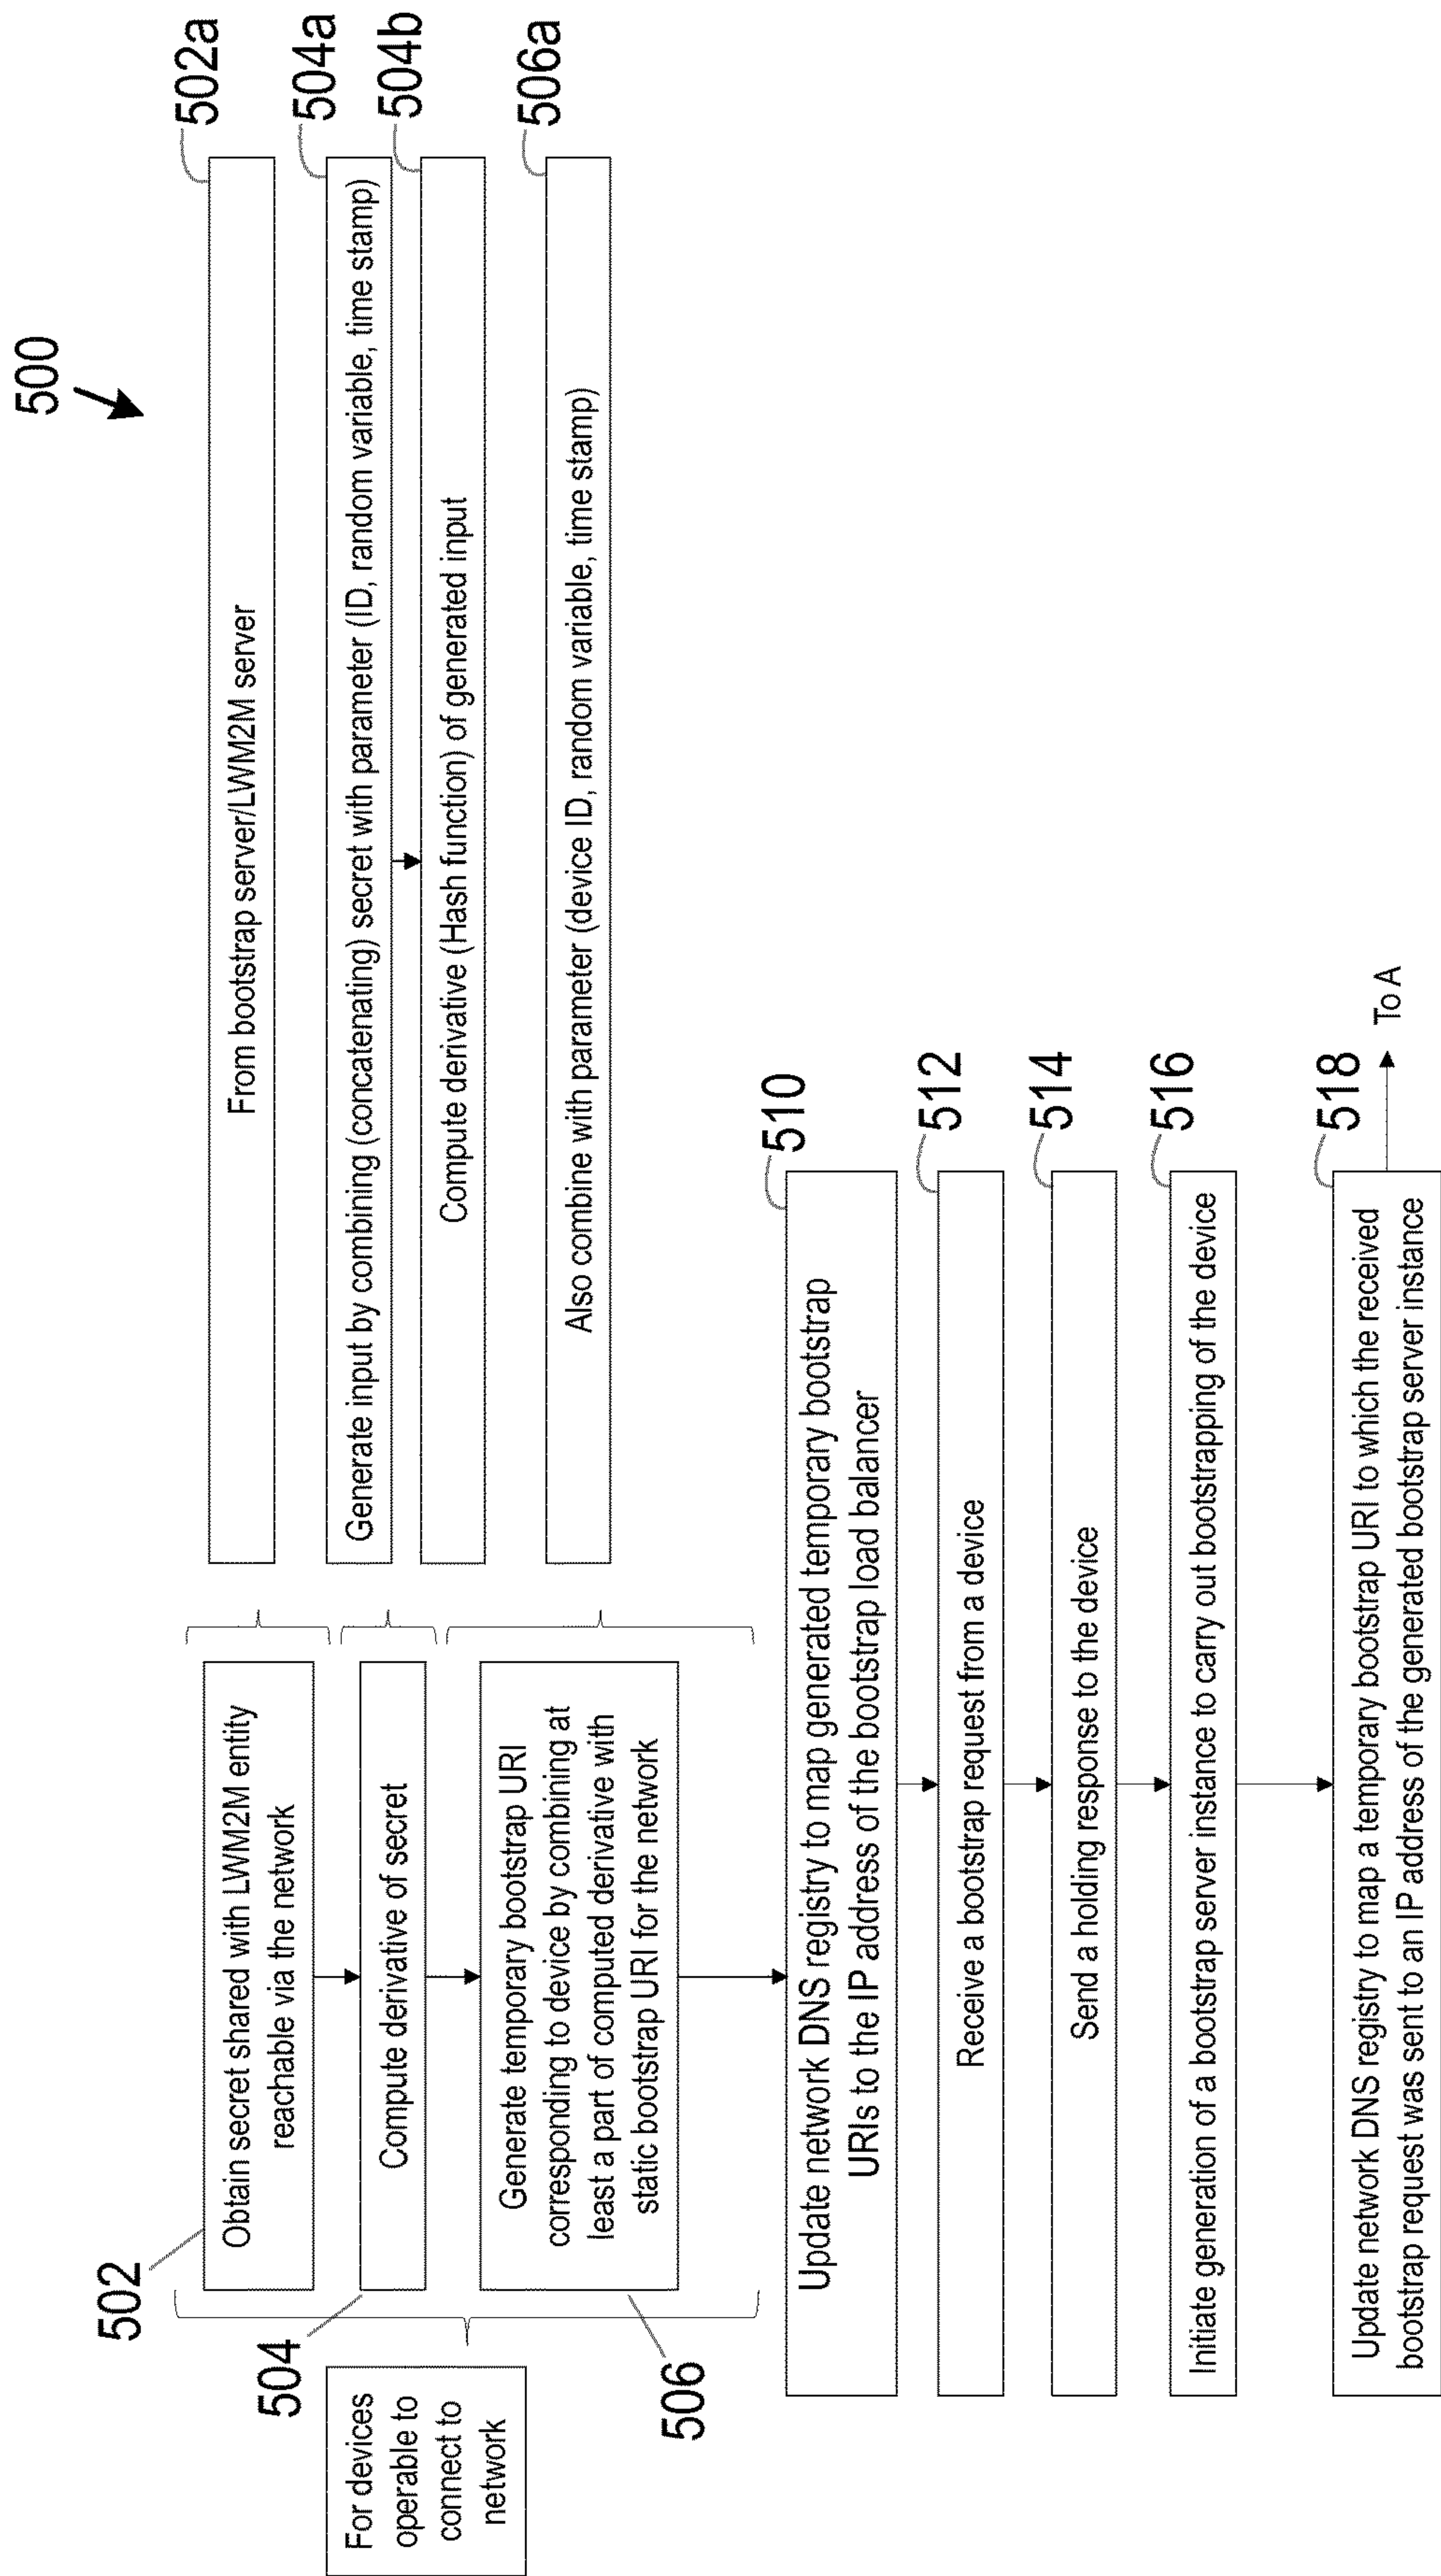 500
502
Obtain secret shared with LWM2M entity
reachable via the network
502a
From bootstrap server/LWM2M server
For devices
operable to
connect to
network
504
Compute derivative of secret
504a
Generate input by combining (concatenating) secret with parameter (ID, random variable, time stamp)
504b
Compute derivative (Hash function) of generated input
506
Generate temporary bootstrap URI
corresponding to device by combining at
least a part of computed derivative with
static bootstrap URI for the network
506a
Also combine with parameter (device ID, random variable, time stamp)
510
Update network DNS registry to map generated temporary bootstrap
URIs to the IP address of the bootstrap load balancer
512
Receive a bootstrap request from a device
514
Send a holding response to the device
516
Initiate generation of a bootstrap server instance to carry out bootstrapping of the device
518
Update network DNS registry to map a temporary bootstrap URI to which the received
bootstrap request was sent to an IP address of the generated bootstrap server instance
To A